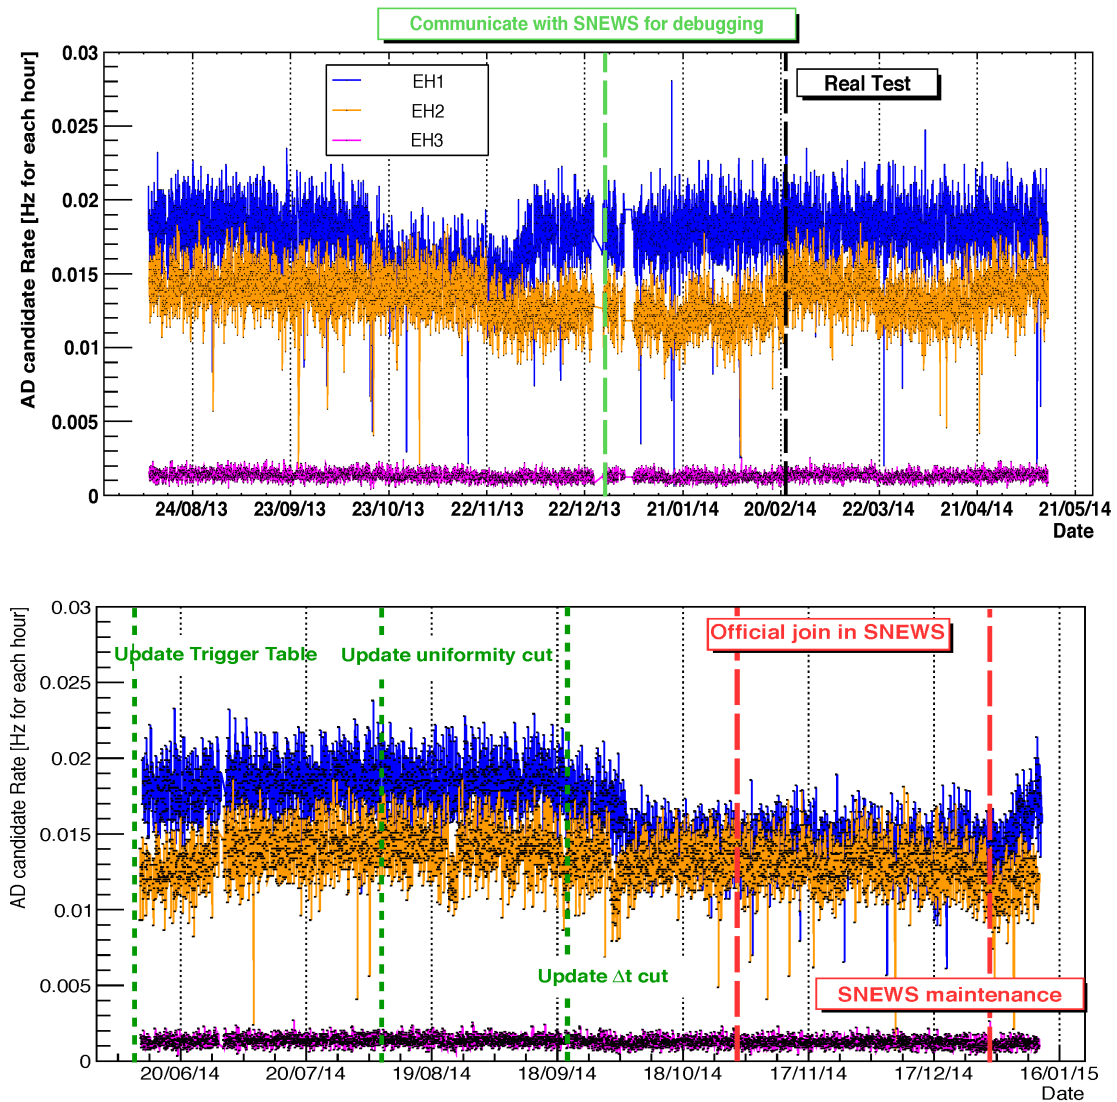 Communicate with SNEWS for debugging
0.03
0.025
0.02
0.015
0.01
0.005
0
AD candidate Rate [Hz for each hour]
EH1
EH2
EH3
Real Test
24/08/13 23/09/13 23/10/13 22/11/13 22/12/13 21/01/14 20/02/14 22/03/14 21/04/14 21/05/14
Date
0.03
0.025
0.02
0.015
0.01
0.005
0
AD candidate Rate [Hz for each hour]
Update Trigger Table
Update uniformity cut
Official join in SNEWS
Update Δt cut
SNEWS maintenance
20/06/14 20/07/14 19/08/14 18/09/14 18/10/14 17/11/14 17/12/14 16/01/15
Date